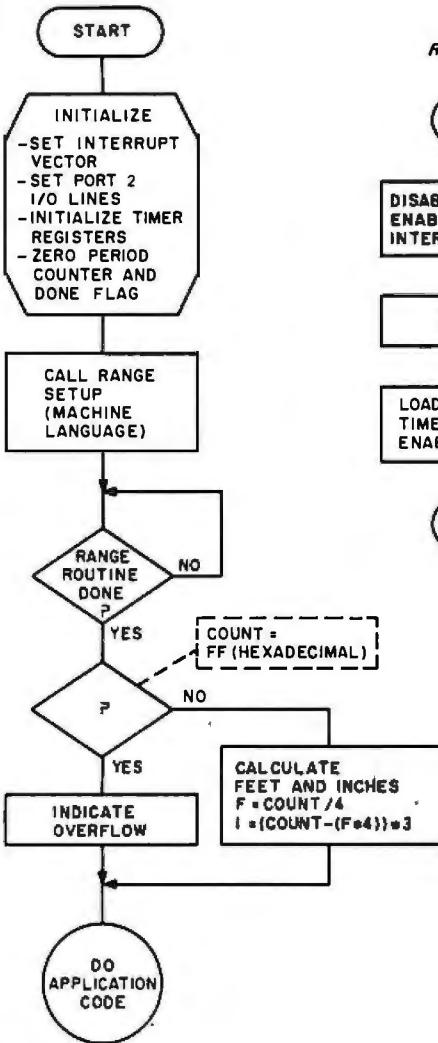 START
R
INITIALIZE
-SET INTERRUPT
VECTOR
-SET PORT 2
I/O LINES
-INITIALIZE TIMER
REGISTERS
-ZERO PERIOD
COUNTER AND
DONE FLAG
DISAB
ENAB
INTER
CALL RANGE
SETUP
(MACHINE
LANGUAGE)
LOAD
TIME
ENAB
RANGE
ROUTINE
DONE
?
NO
YES
COUNT =
FF (HEXADECIMAL)
?
NO
YES
CALCULATE
FEET AND INCHES
F = COUNT/4
I =(COUNT-(F*4))*3
INDICATE
OVERFLOW
DO
APPLICATION
CODE